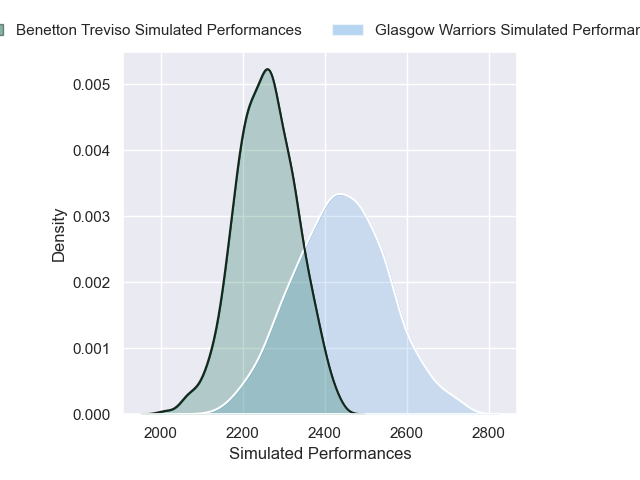 Benetton Treviso Simulated Performances Glasgow Warriors Simulated
0.005
0.004
0.003
0.002
0.001
0.000
Density
2000 2200 2400 2600 2800
Simulated Performances